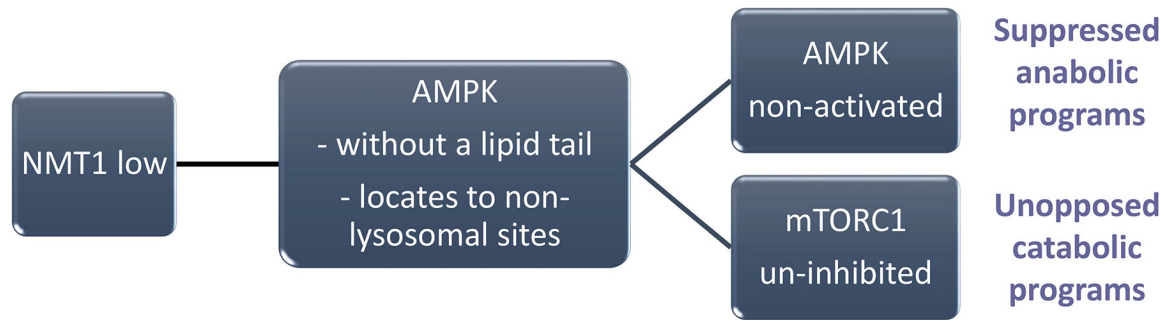 NMT1 low
AMPK
- without a lipid tail
- locates to non-
lysosomal sites
AMPK
non-activated
Suppressed
anabolic
programs
mTORC1
un-inhibited
Unopposed
catabolic
programs